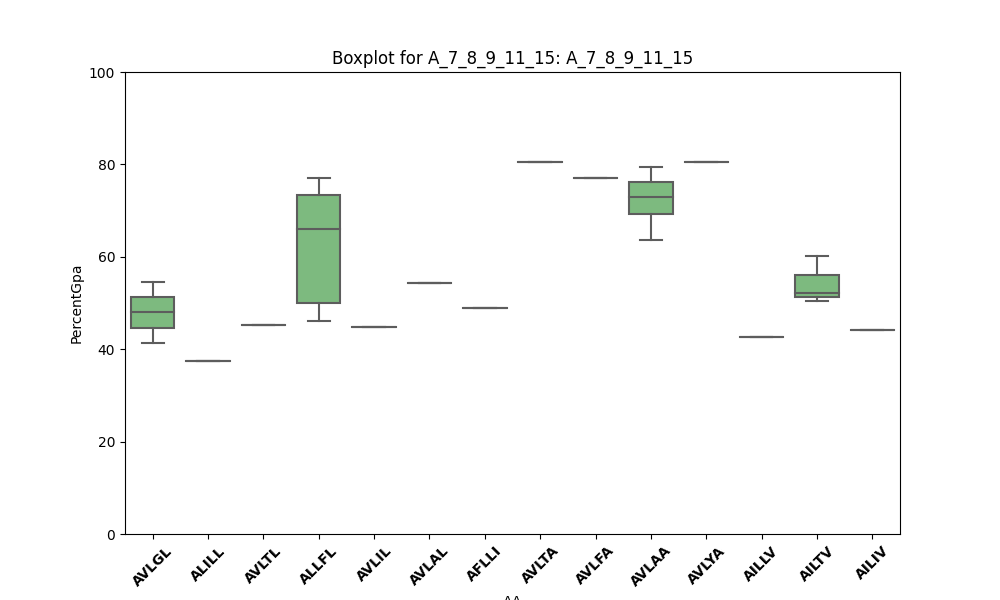 Boxplot for A_7_8_9_11_15: A_7_8_9_11_15
100
80
60
40
20
0
PercentGpa
AVLGL
ALILL
AVLTL
ALLFL
AVLIL
AVLAL
AFLLI
AVLTA
AVLFA
AVLAA
AVLYA
AILLV
AILTV
AILIV
AA